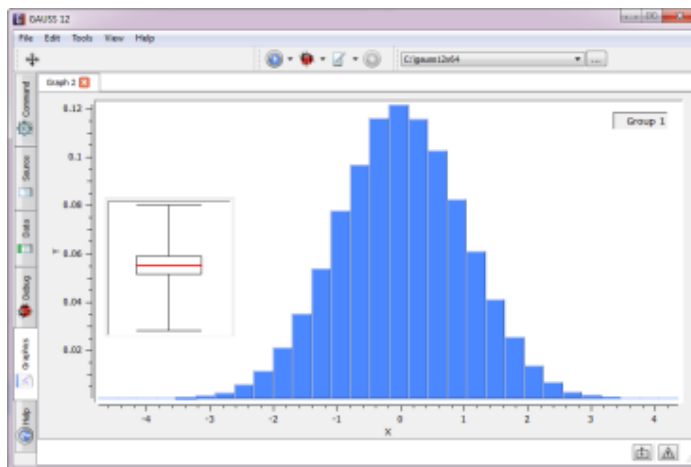 GAUSS 12
File Edit Tools View Help
C:\gauss12x64
...
Graph 2
Command
Source
Data
Debug
Graphics
Help
Group 1
0.12
0.1
0.08
0.06
0.04
0.02
Y
-4 -3 -2 -1 0 1 2 3 4
X